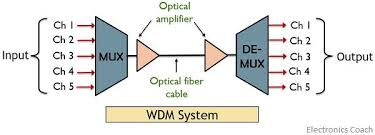 Optical
amplifier
Ch 1
Ch 2
Input
Ch 3
Ch 4
Ch 5
MUX
Optical fiber
cable
DE-
MUX
Ch 1
Ch 2
Ch 3
Output
Ch 4
Ch 5
WDM System
Electronics Coach